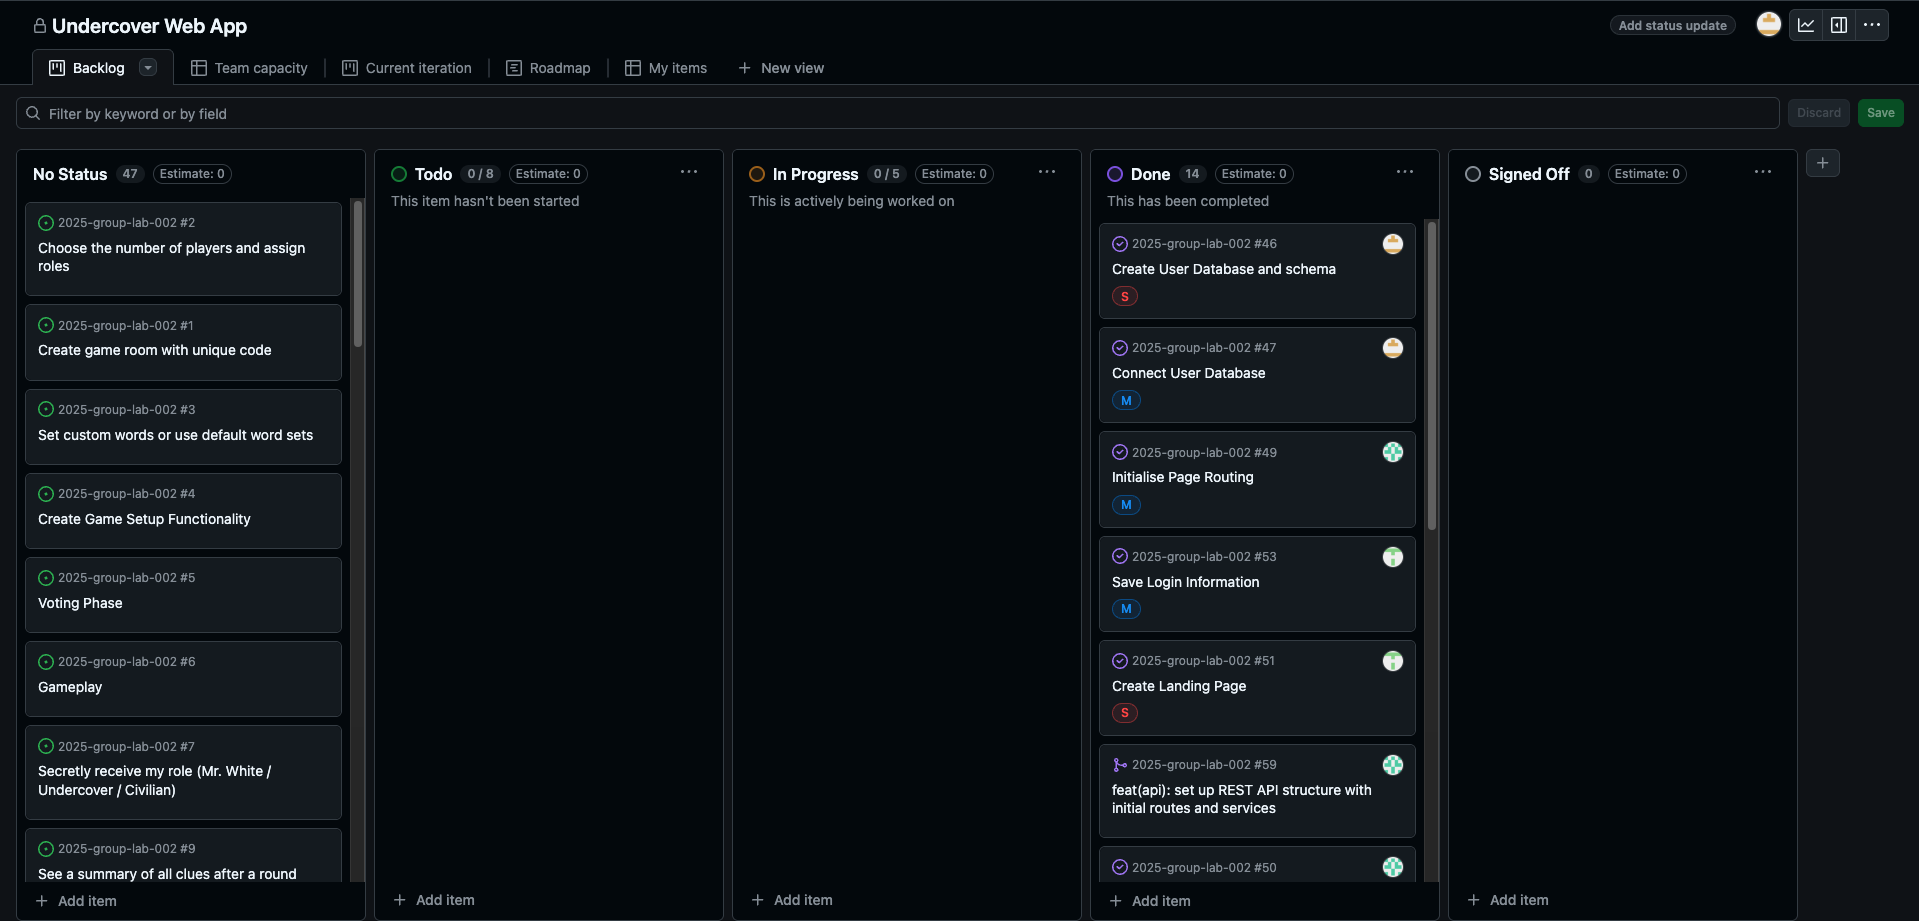 Undercover Web App
Add status update
Backlog
Team capacity
Current iteration
Roadmap
My items
New view
Filter by keyword or by field
Discard
Save
No Status 47 Estimate: 0
2025-group-lab-002 #2
Choose the number of players and assign
roles
2025-group-lab-002 #1
Create game room with unique code
2025-group-lab-002 #3
Set custom words or use default word sets
2025-group-lab-002 #4
Create Game Setup Functionality
2025-group-lab-002 #5
Voting Phase
2025-group-lab-002 #6
Gameplay
2025-group-lab-002 #7
Secretly receive my role (Mr. White /
Undercover / Civilian)
2025-group-lab-002 #9
See a summary of all clues after a round
Add item
Todo 0 / 8 Estimate: 0
This item hasn't been started
Add item
In Progress 0 / 5 Estimate: 0
This is actively being worked on
Add item
Done 14 Estimate: 0
This has been completed
2025-group-lab-002 #46
Create User Database and schema
S
2025-group-lab-002 #47
Connect User Database
M
2025-group-lab-002 #49
Initialise Page Routing
M
2025-group-lab-002 #53
Save Login Information
M
2025-group-lab-002 #51
Create Landing Page
S
2025-group-lab-002 #59
feat(api): set up REST API structure with
initial routes and services
2025-group-lab-002 #50
Add item
Signed Off 0 Estimate: 0
Add item